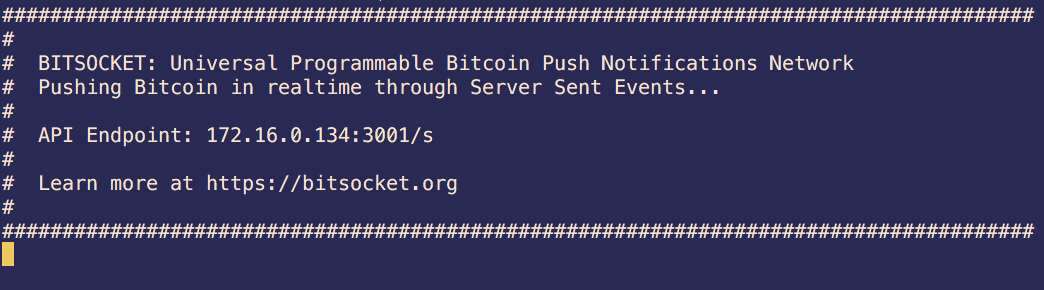 ######################################################################################
#
#  BITSOCKET: Universal Programmable Bitcoin Push Notifications Network
#  Pushing Bitcoin in realtime through Server Sent Events...
#
#  API Endpoint: 172.16.0.134:3001/s
#
#  Learn more at https://bitsocket.org
#
######################################################################################